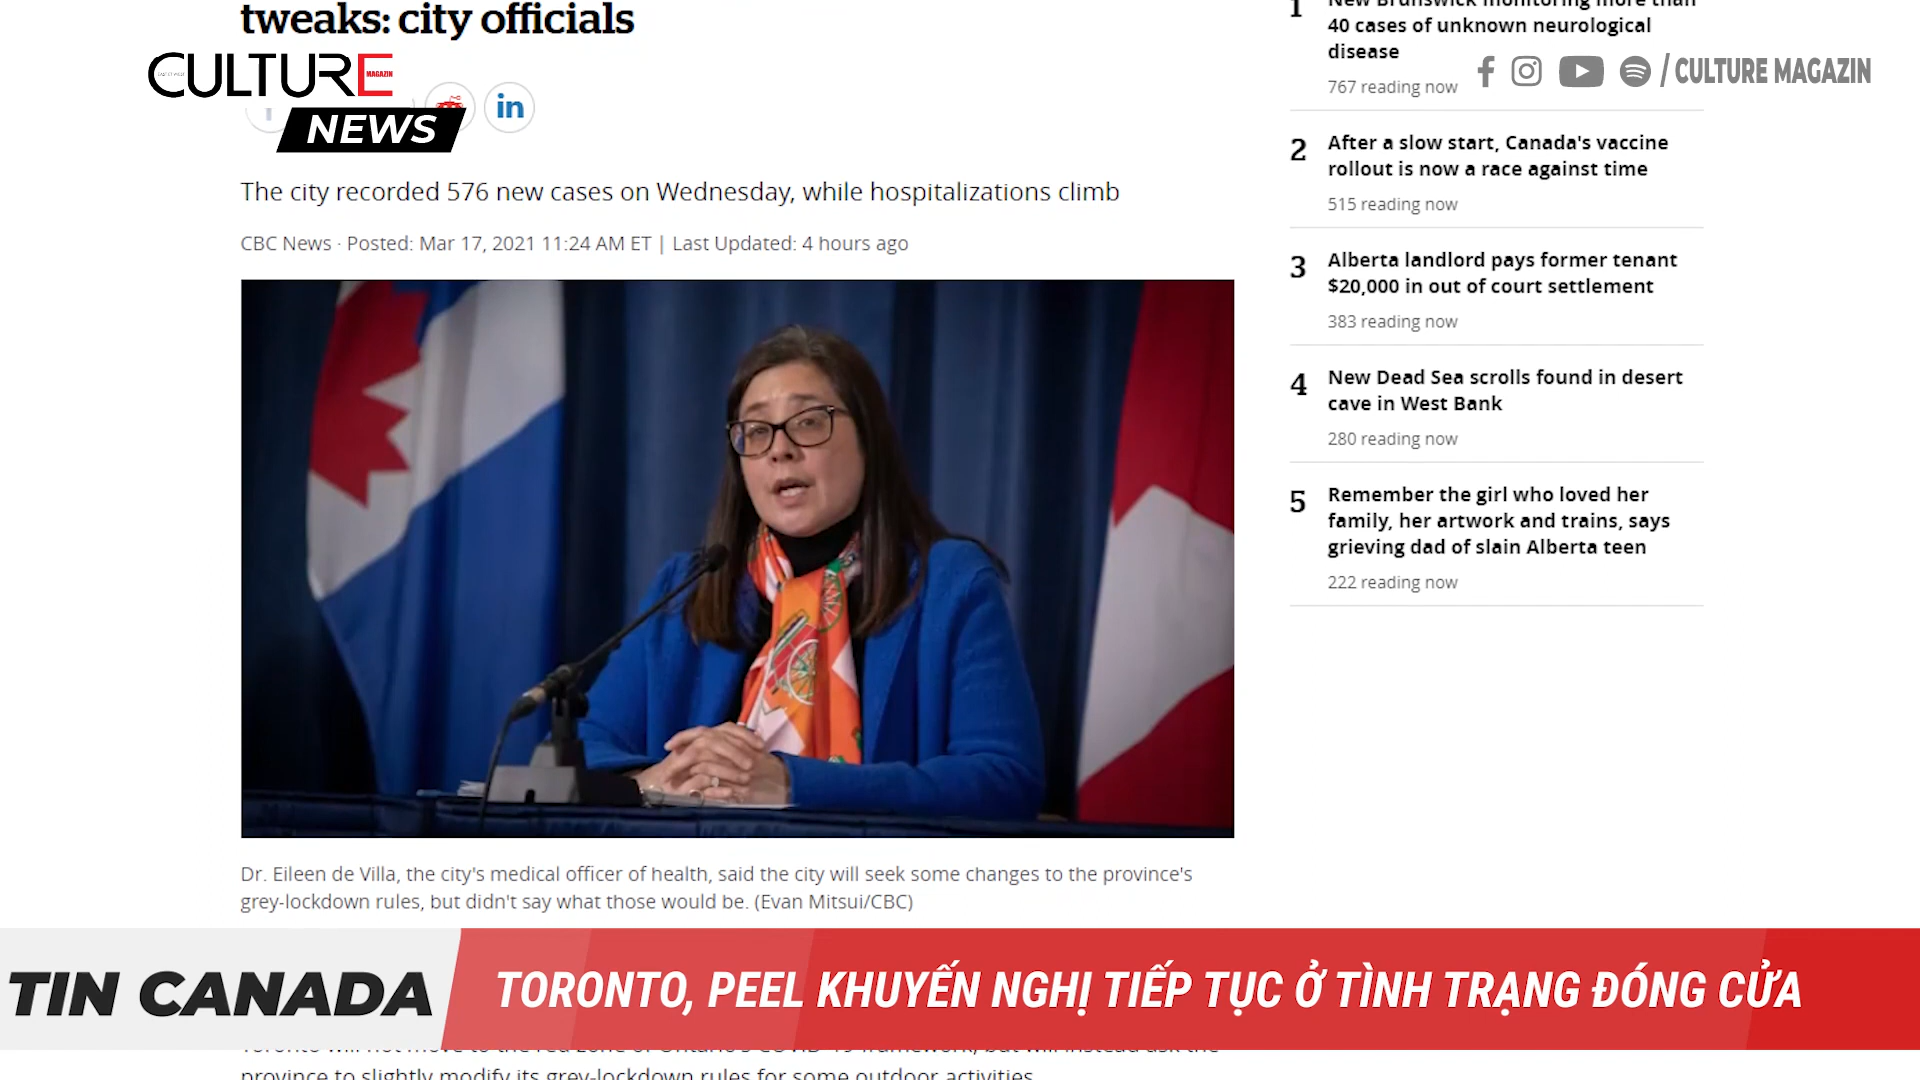 tweaks: city officials
CULTURE
MAGAZIN
NEWS
in
The city recorded 576 new cases on Wednesday, while hospitalizations climb
CBC News · Posted: Mar 17, 2021 11:24 AM ET | Last Updated: 4 hours ago
Dr. Eileen de Villa, the city's medical officer of health, said the city will seek some changes to the province's
grey-lockdown rules, but didn't say what those would be. (Evan Mitsui/CBC)
province to slightly modify its grey-lockdown rules for some outdoor activities.
1 New Brunswick monitoring more than
40 cases of unknown neurological
disease
767 reading now
/ CULTURE MAGAZIN
2 After a slow start, Canada's vaccine
rollout is now a race against time
515 reading now
3 Alberta landlord pays former tenant
$20,000 in out of court settlement
383 reading now
4 New Dead Sea scrolls found in desert
cave in West Bank
280 reading now
5 Remember the girl who loved her
family, her artwork and trains, says
grieving dad of slain Alberta teen
222 reading now
TIN CANADA
TORONTO, PEEL KHUYẾN NGHỊ TIẾP TỤC Ở TÌNH TRẠNG ĐÓNG CỬA